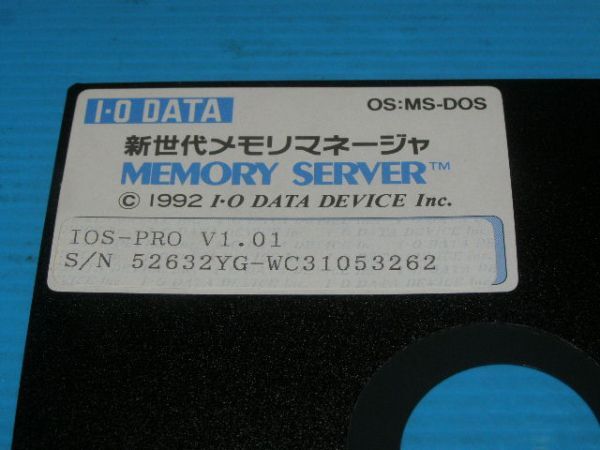 I·O DATA
OS:MS-DOS
新世代メモリマネージャ
MEMORY SERVER™
© 1992 I·O DATA DEVICE Inc.
IOS-PRO V1.01
S/N 52632YG-WC31053262